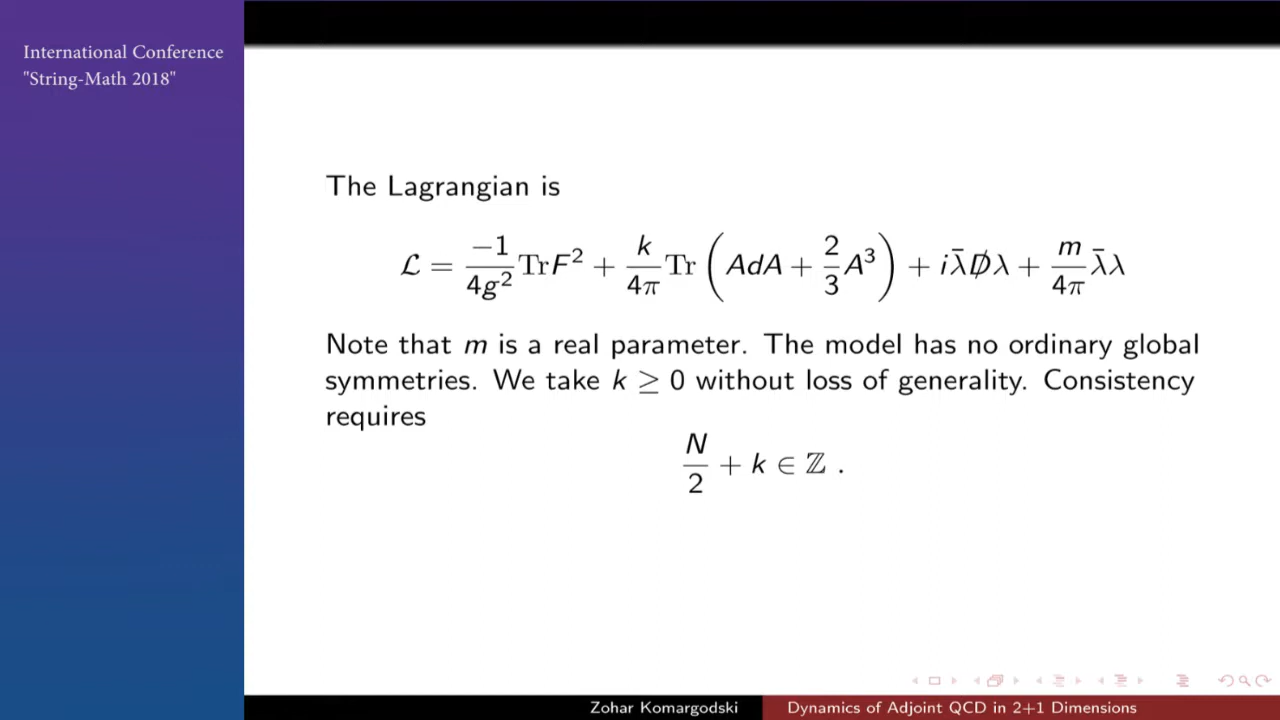 International Conference
"String-Math 2018"
The Lagrangian is
ℒ = −1/4g² TrF² + k/4π Tr (AdA + 2/3 A³) + iλ̄D̸λ + m/4π λ̄λ
Note that m is a real parameter. The model has no ordinary global
symmetries. We take k ≥ 0 without loss of generality. Consistency
requires
N/2 + k ∈ ℤ .
Zohar Komargodski
Dynamics of Adjoint QCD in 2+1 Dimensions